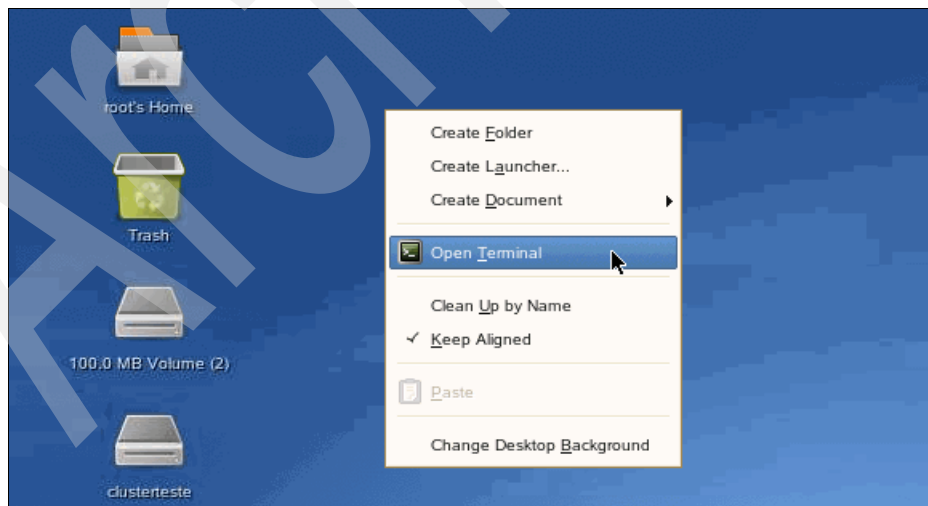 root's Home
Trash
100.0 MB Volume (2)
clusterteste
Create Folder
Create Launcher...
Create Document
Open Terminal
Clean Up by Name
Keep Aligned
Paste
Change Desktop Background